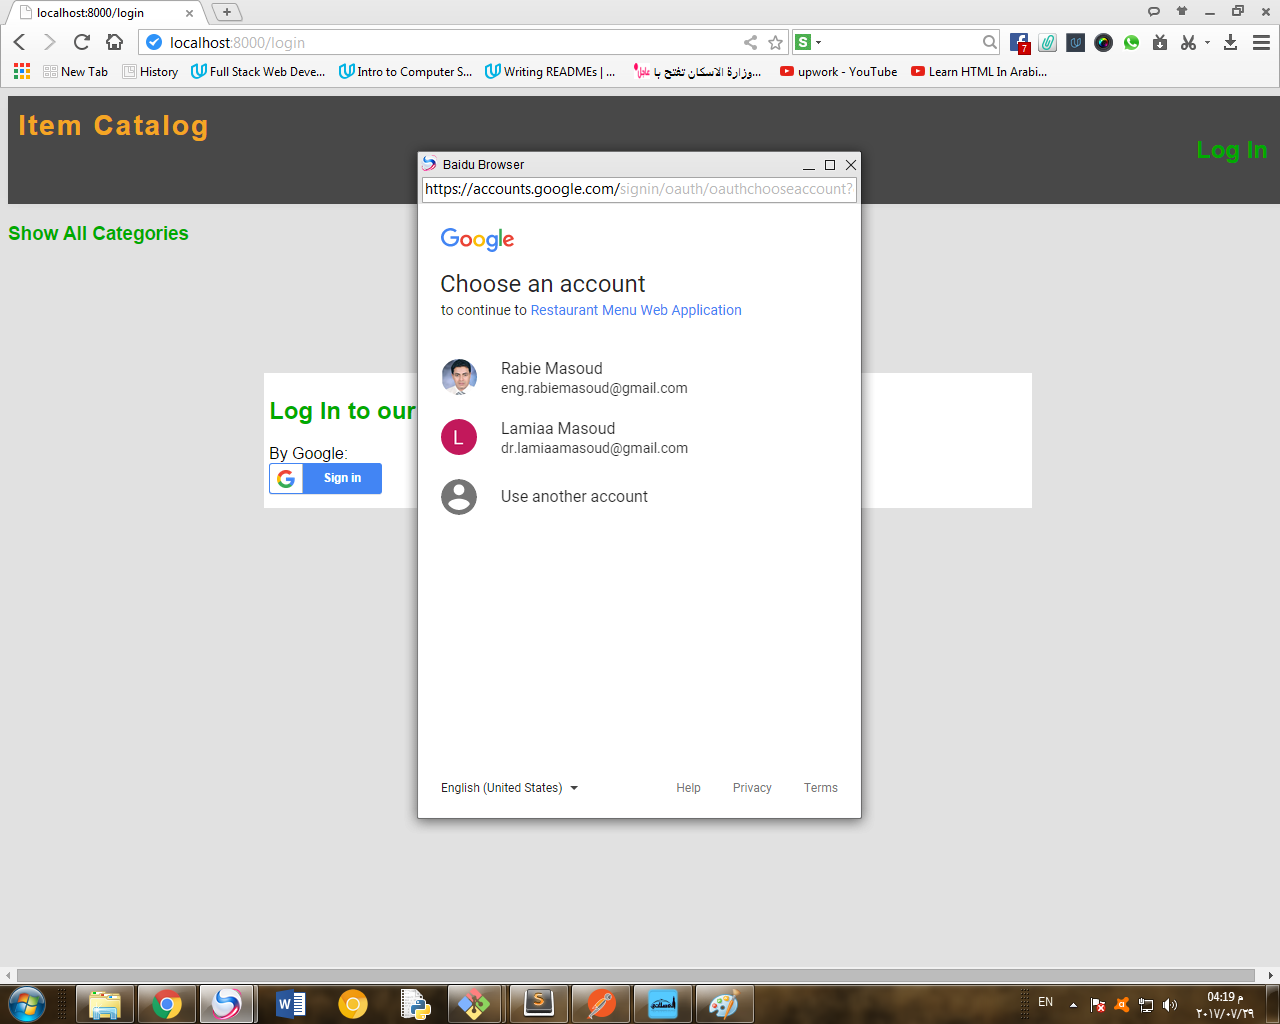 localhost:8000/login
localhost:8000/login
S
7
New Tab
History
Full Stack Web Deve...
Intro to Computer S...
Writing READMEs | ...
وزارة الاسكان تفتح با...
upwork - YouTube
Learn HTML In Arabi...
Item Catalog
Log In
Show All Categories
Log In to our
By Google:
Sign in
Baidu Browser
https://accounts.google.com/signin/oauth/oauthchooseaccount?
Google
Choose an account
to continue to Restaurant Menu Web Application
Rabie Masoud
eng.rabiemasoud@gmail.com
L
Lamiaa Masoud
dr.lamiaamasoud@gmail.com
Use another account
English (United States)
Help
Privacy
Terms
EN
04:19 م
٢٠١٧/٠٧/٢٩